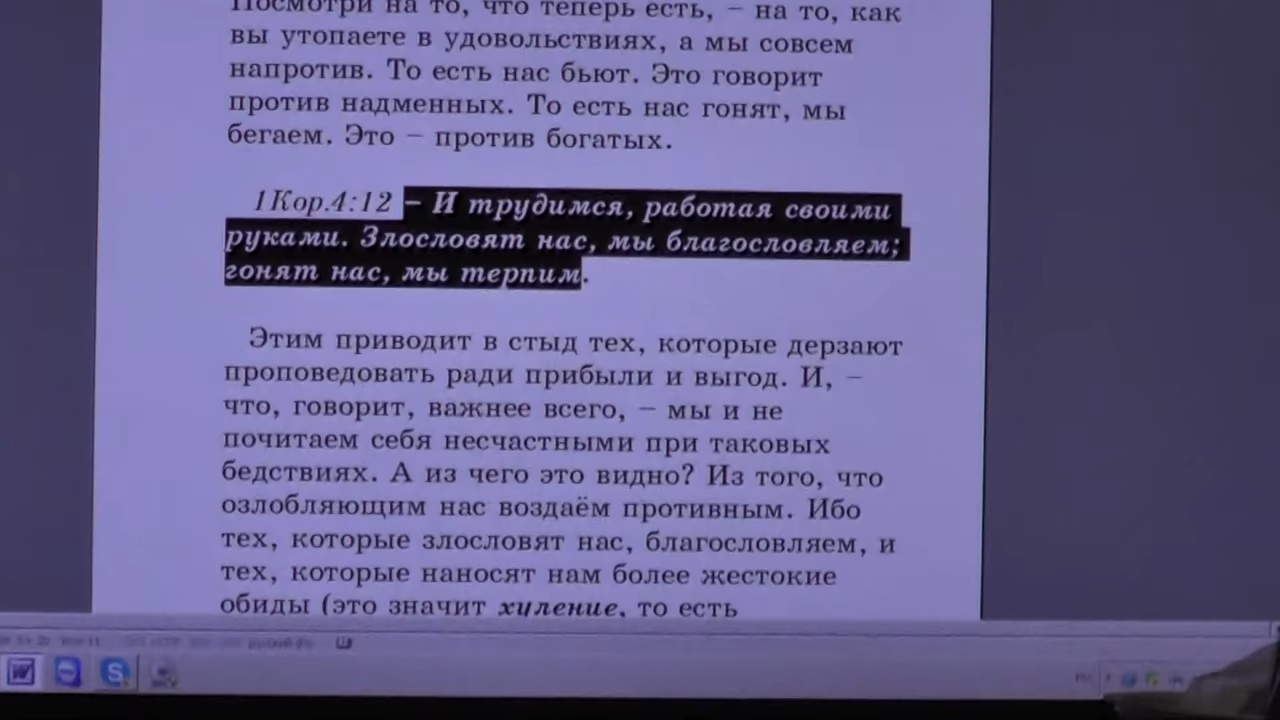 Посмотри на то, что теперь есть, – на то, как
вы утопаете в удовольствиях, а мы совсем
напротив. То есть нас бьют. Это говорит
против надменных. То есть нас гонят, мы
бегаем. Это – против богатых.
1Кор.4:12 – И трудимся, работая своими
руками. Злословят нас, мы благословляем;
гонят нас, мы терпим.
Этим приводит в стыд тех, которые дерзают
проповедовать ради прибыли и выгод. И, –
что, говорит, важнее всего, – мы и не
почитаем себя несчастными при таковых
бедствиях. А из чего это видно? Из того, что
озлобляющим нас воздаём противным. Ибо
тех, которые злословят нас, благословляем, и
тех, которые наносят нам более жестокие
обиды (это значит хуление, то есть